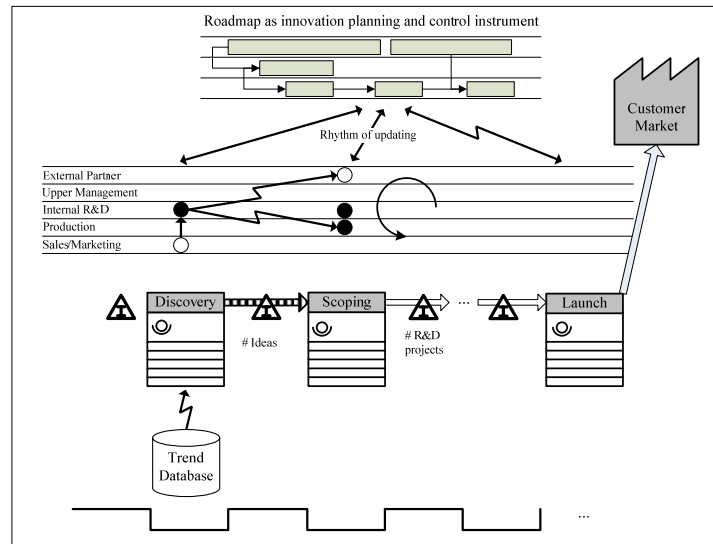 Roadmap as innovation planning and control instrument
Customer
Market
Rhythm of updating
External Partner
Upper Management
Internal R&D
Production
Sales/Marketing
Discovery
Scoping
...
Launch
# Ideas
# R&D
projects
Trend
Database
...